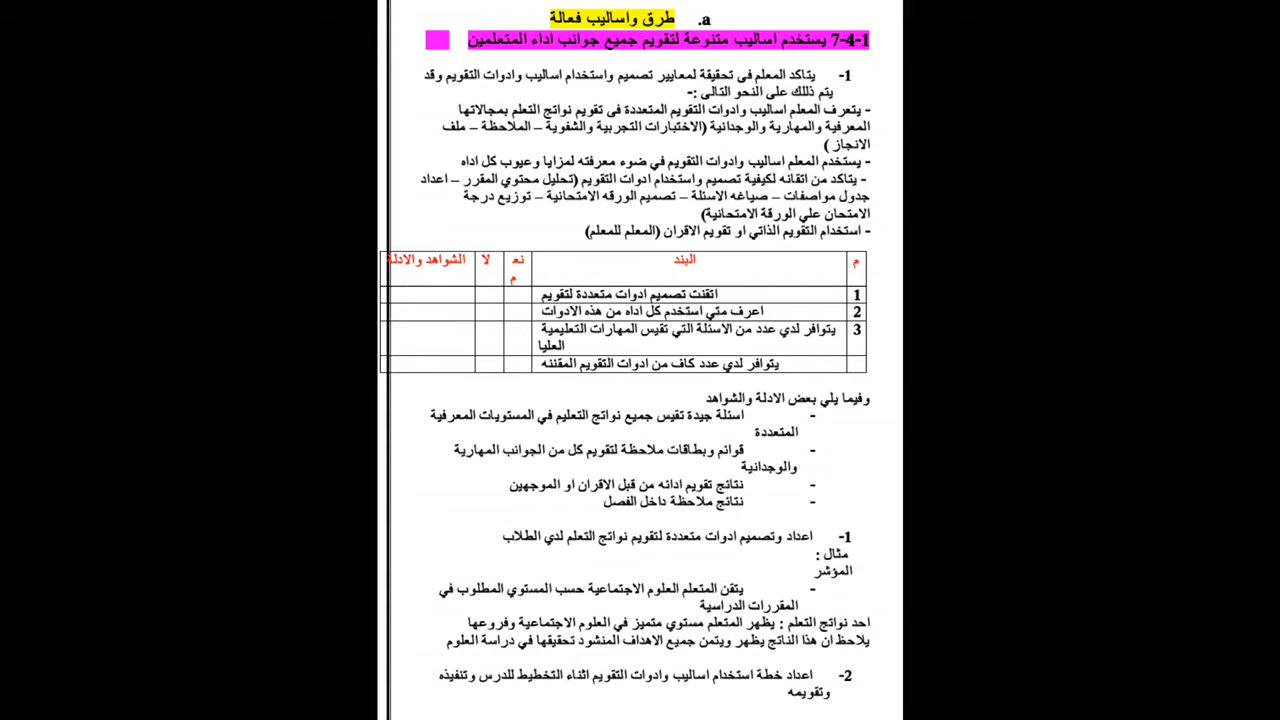 a. طرق واساليب فعالة
7-4-1 يستخدم اساليب متنوعة لتقويم جميع جوانب اداء المتعلمين
1- يتاكد المعلم فى تحقيقة لمعايير تصميم واستخدام اساليب وادوات التقويم وقد
يتم ذللك على النحو التالى :-
- يتعرف المعلم اساليب وادوات التقويم المتعددة فى تقويم نواتج التعلم بمجالاتها
المعرفية والمهارية والوجدانية (الاختبارات التجربية والشفوية – الملاحظة – ملف
الانجاز )
- يستخدم المعلم اساليب وادوات التقويم في ضوء معرفته لمزايا وعيوب كل اداه
- يتاكد من اتقانه لكيفية تصميم واستخدام ادوات التقويم (تحليل محتوي المقرر – اعداد
جدول مواصفات – صياغه الاسئلة – تصميم الورقه الامتحانية – توزيع درجة
الامتحان علي الورقة الامتحانية)
- استخدام التقويم الذاتي او تقويم الاقران (المعلم للمعلم)
م البند نعم لا الشواهد والادلة
1 اتقنت تصميم ادوات متعددة لتقويم
2 اعرف متي استخدم كل اداه من هذه الادوات
3 يتوافر لدي عدد من الاسئلة التي تقيس المهارات التعليمية
العليا
يتوافر لدي عدد كاف من ادوات التقويم المقننه
وفيما يلي بعض الادلة والشواهد
- اسئلة جيدة تقيس جميع نواتج التعليم في المستويات المعرفية
المتعددة
- قوائم وبطاقات ملاحظة لتقويم كل من الجوانب المهارية
والوجدانية
- نتائج تقويم ادائه من قبل الاقران او الموجهين
- نتائج ملاحظة داخل الفصل
1- اعداد وتصميم ادوات متعددة لتقويم نواتج التعلم لدي الطلاب
مثال :
المؤشر
- يتقن المتعلم العلوم الاجتماعية حسب المستوي المطلوب في
المقررات الدراسية
احد نواتج التعلم : يظهر المتعلم مستوي متميز في العلوم الاجتماعية وفروعها
يلاحظ ان هذا الناتج يظهر ويتمن جميع الاهداف المنشود تحقيقها في دراسة العلوم
2- اعداد خطة استخدام اساليب وادوات التقويم اثناء التخطيط للدرس وتنفيذه
وتقويمه